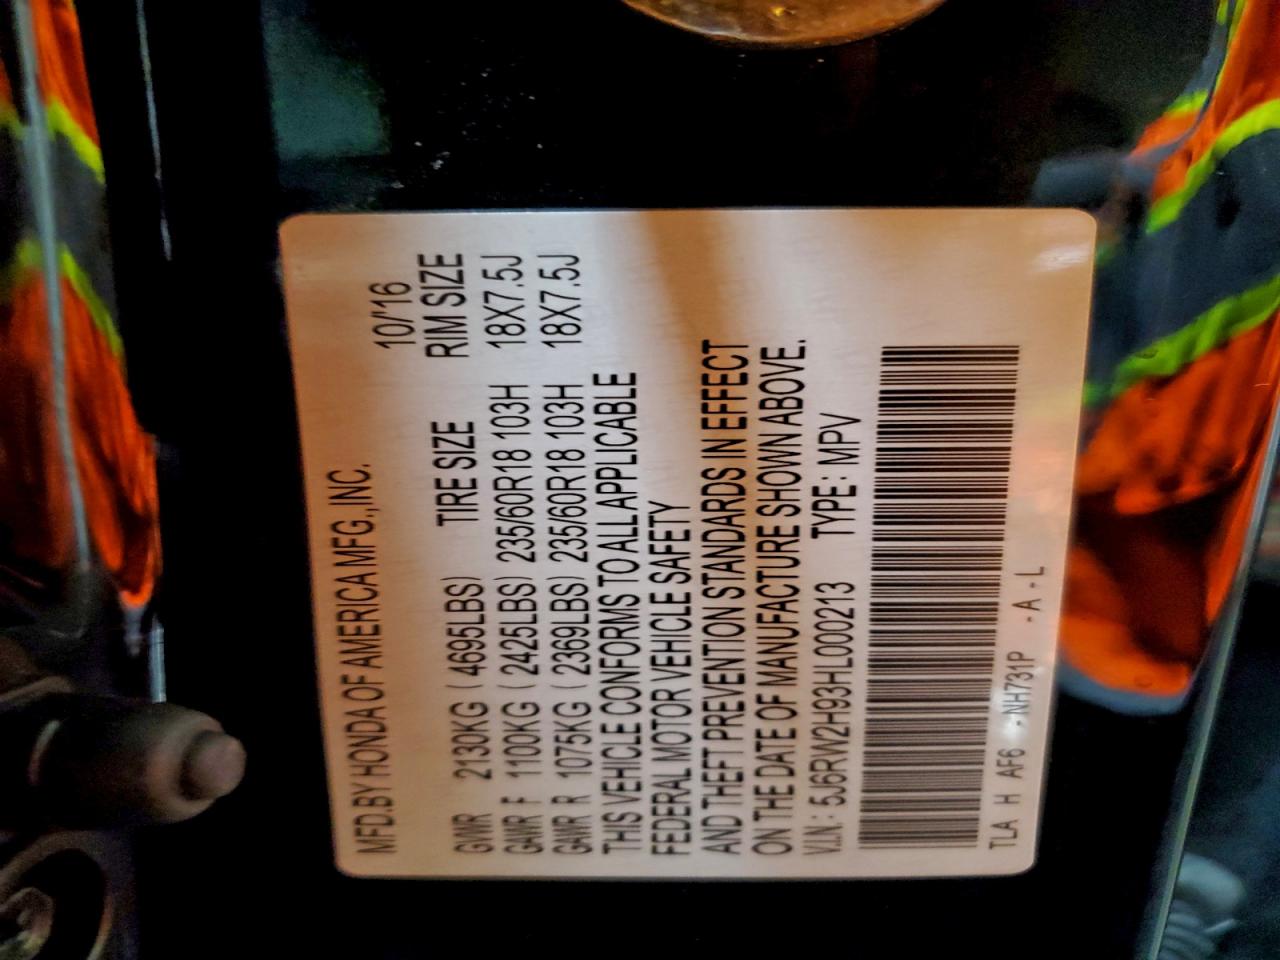 MFD.BY HONDA OF AMERICA MFG.,INC. 10/'16
GVWR 2130KG ( 4695LBS) TIRE SIZE RIM SIZE
GAWR F 1100KG ( 2425LBS) 235/60R18 103H 18X7.5J
GAWR R 1075KG ( 2369LBS) 235/60R18 103H 18X7.5J
THIS VEHICLE CONFORMS TO ALL APPLICABLE
FEDERAL MOTOR VEHICLE SAFETY
AND THEFT PREVENTION STANDARDS IN EFFECT
ON THE DATE OF MANUFACTURE SHOWN ABOVE.
V.I.N : 5J6RW2H93HL000213 TYPE : MPV
TLA H AF6 - NH731P - A - L